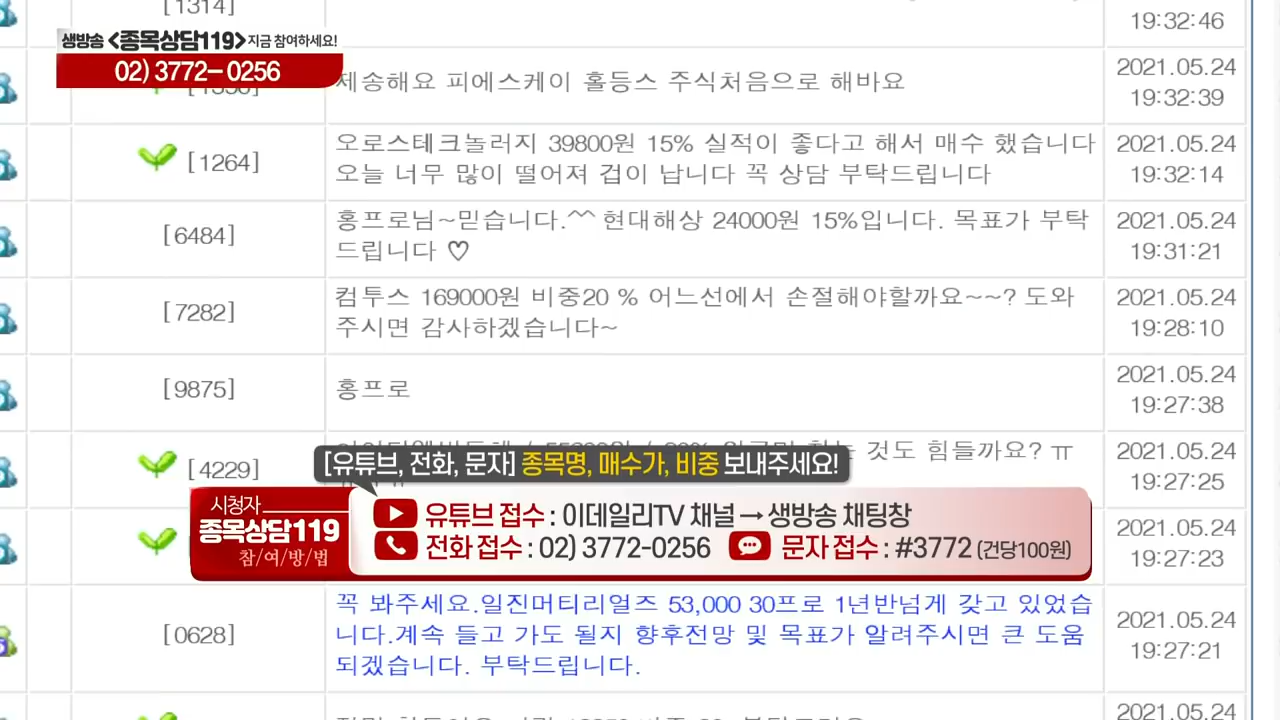 [1314]
19:32:46
생방송 <종목상담119> 지금 참여하세요!
02) 3772-0256
제송해요 피에스케이 홀등스 주식처음으로 해바요
2021.05.24
19:32:39
[1264]
오로스테크놀러지 39800원 15% 실적이 좋다고 해서 매수 했습니다
오늘 너무 많이 떨어져 겁이 납니다 꼭 상담 부탁드립니다
2021.05.24
19:32:14
[6484]
홍프로님~믿습니다.^^ 현대해상 24000원 15%입니다. 목표가 부탁
드립니다 ♡
2021.05.24
19:31:21
[7282]
컴투스 169000원 비중20 % 어느선에서 손절해야할까요~~? 도와
주시면 감사하겠습니다~
2021.05.24
19:28:10
[9875]
홍프로
2021.05.24
19:27:38
[4229]
것도 힘들까요? ㅠ
2021.05.24
19:27:25
[유튜브, 전화, 문자] 종목명, 매수가, 비중 보내주세요!
시청자
종목상담119
참/여/방/법
유튜브 접수 : 이데일리TV 채널 → 생방송 채팅창
전화 접수 : 02) 3772-0256 문자 접수 : #3772 (건당100원)
2021.05.24
19:27:23
[0628]
꼭 봐주세요.일진머티리얼즈 53,000 30프로 1년반넘게 갖고 있었습
니다.계속 들고 가도 될지 향후전망 및 목표가 알려주시면 큰 도움
되겠습니다. 부탁드립니다.
2021.05.24
19:27:21
2021.05.24